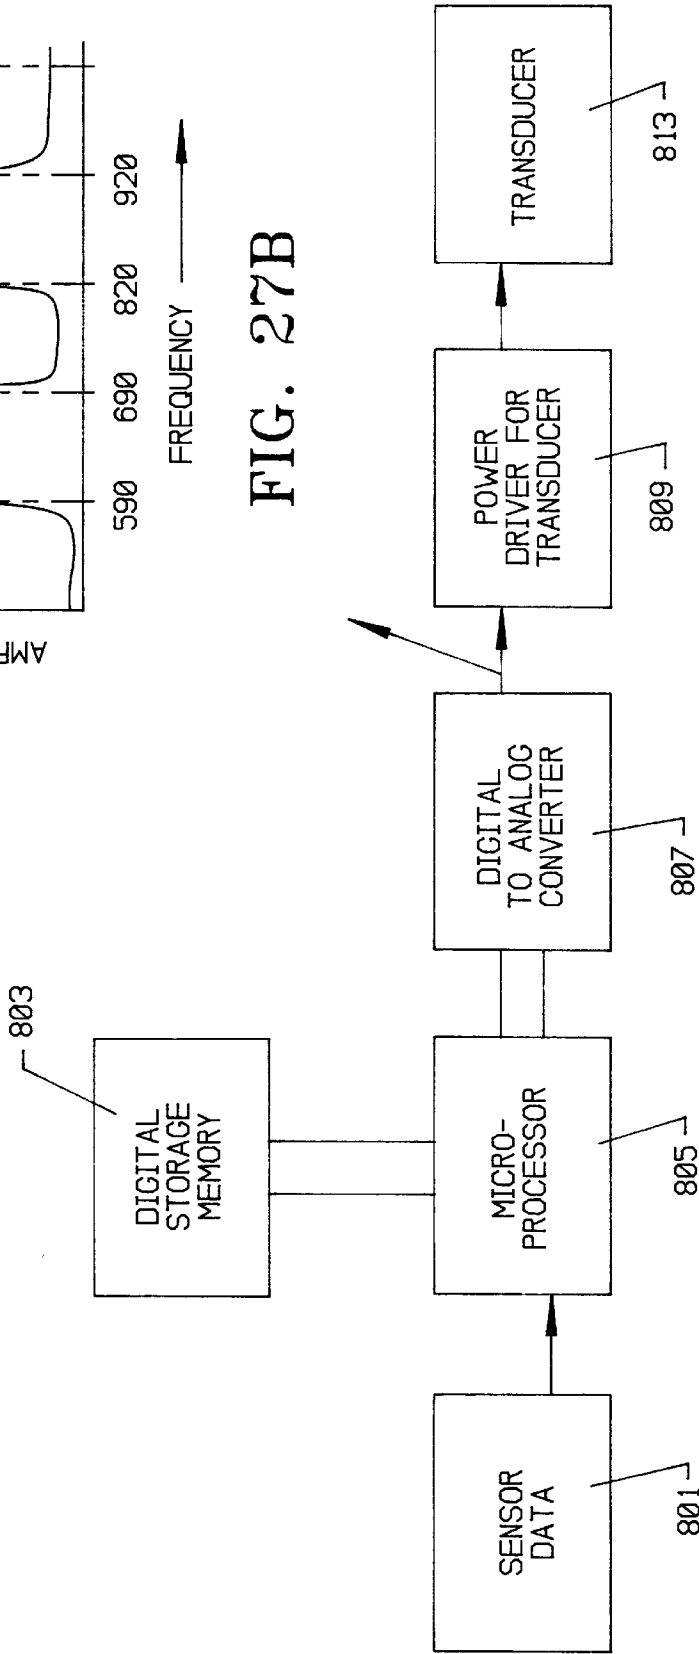 590 690 820 920
FREQUENCY
FIG. 27B
803
DIGITAL
STORAGE
MEMORY
SENSOR
DATA
801
MICRO-
PROCESSOR
805
DIGITAL
TO ANALOG
CONVERTER
807
POWER
DRIVER FOR
TRANSDUCER
809
TRANSDUCER
813